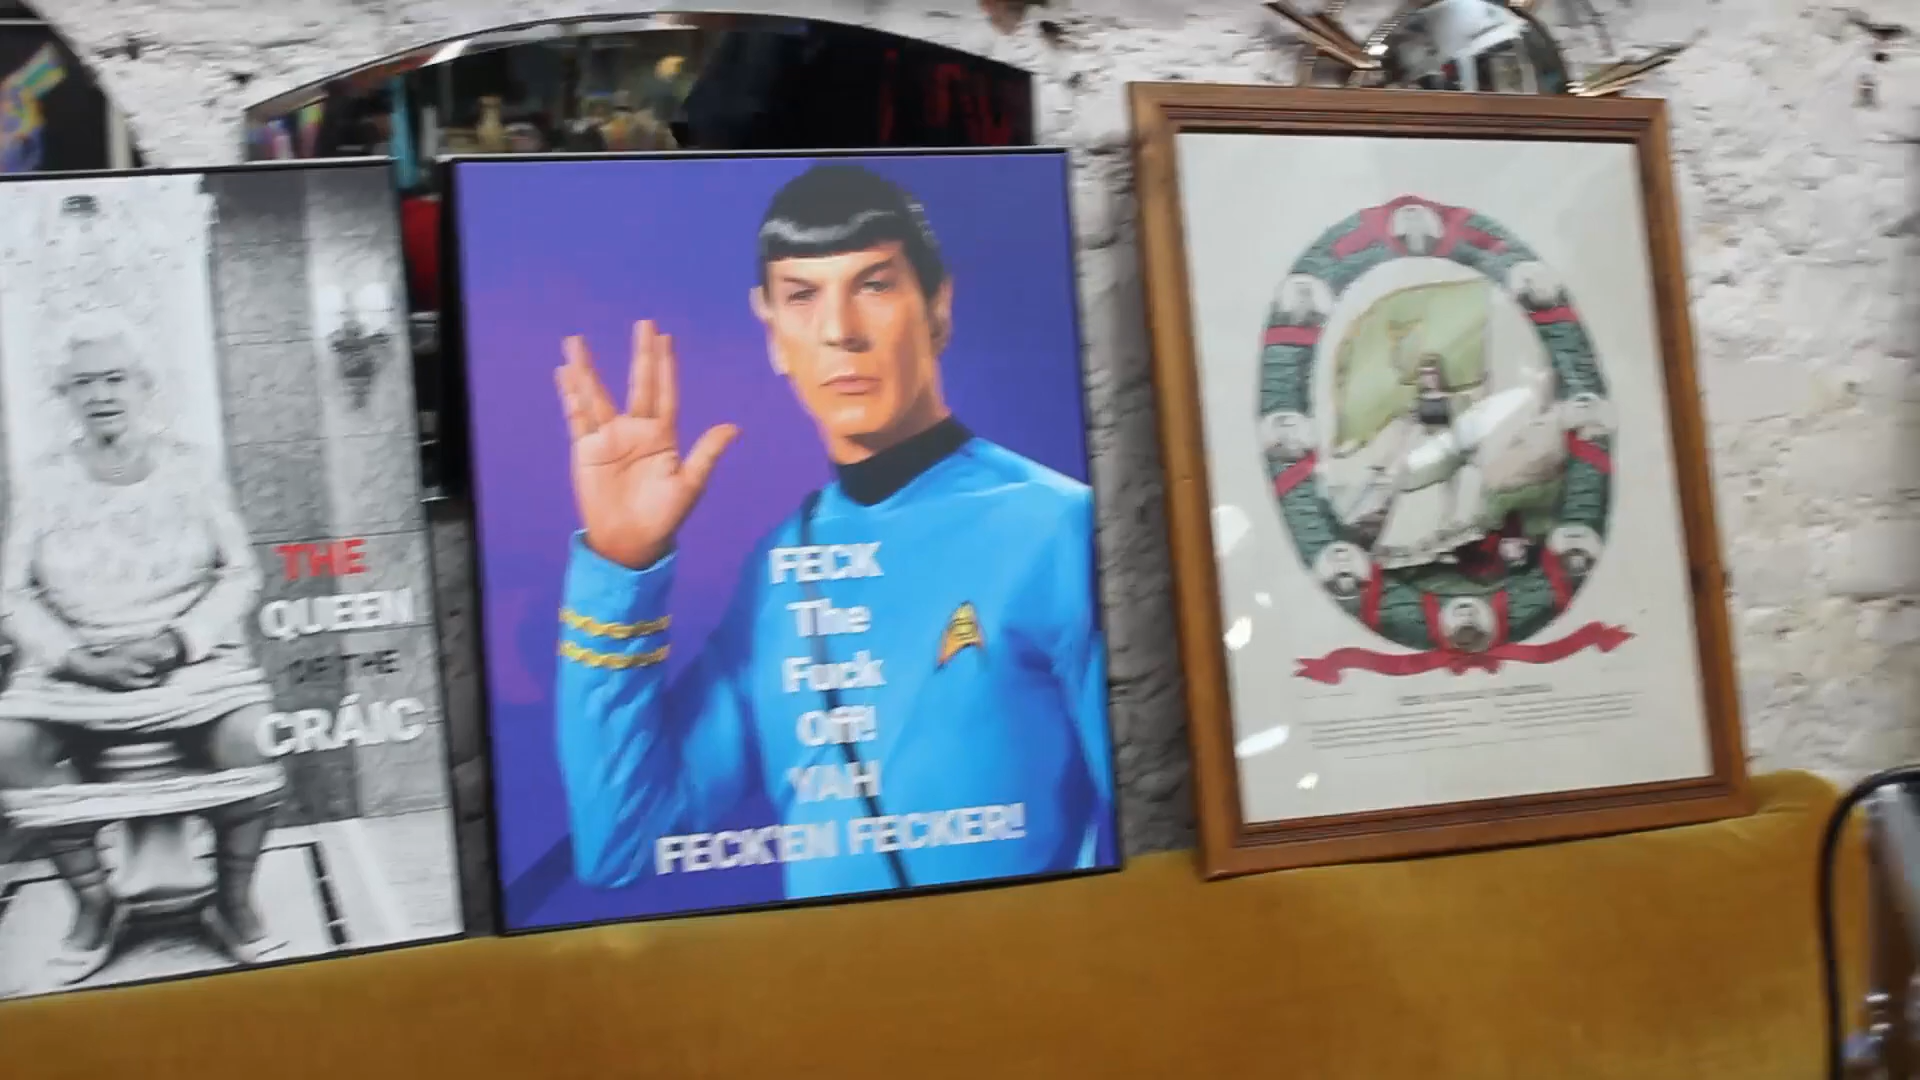 THE
QUEEN
OF THE
CRÁIC
FECK
The
Fuck
Off!
YAH
FECK'EN FECKER!